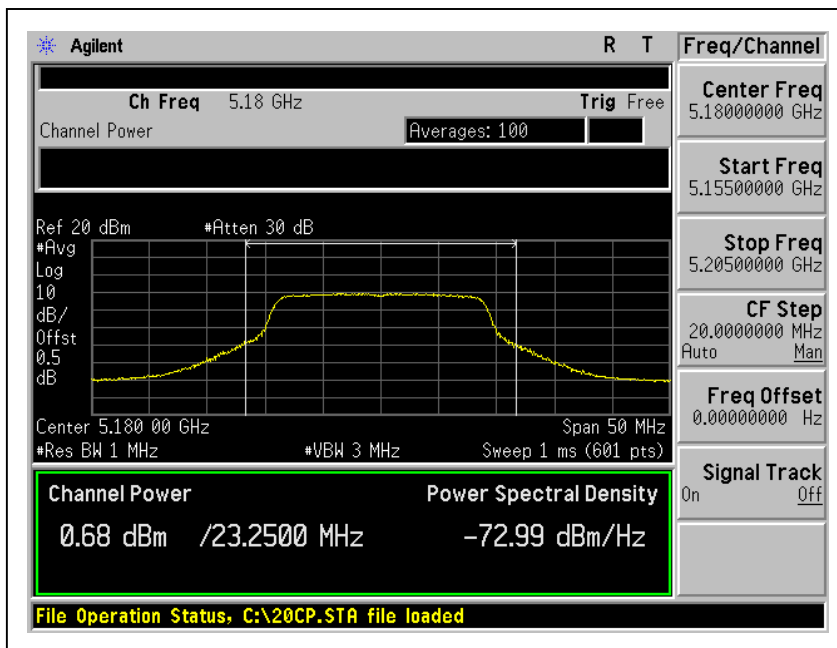 Agilent R T Freq/Channel
Ch Freq 5.18 GHz Trig Free
Channel Power Averages: 100
Ref 20 dBm #Atten 30 dB
#Avg
Log
10
dB/
Offst
0.5
dB
Center 5.180 00 GHz Span 50 MHz
#Res BW 1 MHz #VBW 3 MHz Sweep 1 ms (601 pts)
Channel Power Power Spectral Density
0.68 dBm /23.2500 MHz -72.99 dBm/Hz
File Operation Status, C:\20CP.STA file loaded
Center Freq
5.18000000 GHz
Start Freq
5.15500000 GHz
Stop Freq
5.20500000 GHz
CF Step
20.0000000 MHz
Auto Man
Freq Offset
0.00000000 Hz
Signal Track
On Off